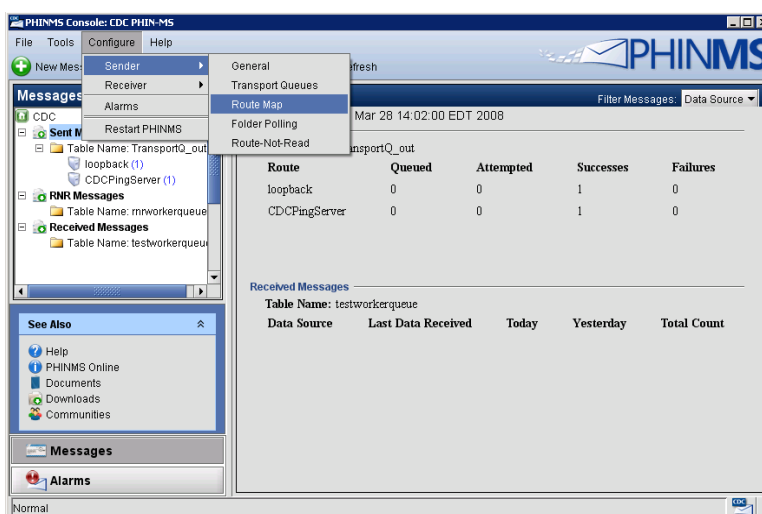 PHINMS Console: CDC PHIN-MS
File Tools Configure Help
PHINMS
New Mes
Sender
Receiver
Alarms
Restart PHINMS
General
Transport Queues
Route Map
Folder Polling
Route-Not-Read
fresh
Messages
Filter Messages: Data Source
CDC
Sent M
Table Name: TransportQ_out
loopback (1)
CDCPingServer (1)
RNR Messages
Table Name: rnrworkerqueue
Received Messages
Table Name: testworkerqueu
Mar 28 14:02:00 EDT 2008
nsportQ_out
Route Queued Attempted Successes Failures
loopback 0 0 1 0
CDCPingServer 0 0 1 0
Received Messages
Table Name: testworkerqueue
Data Source Last Data Received Today Yesterday Total Count
See Also
Help
PHINMS Online
Documents
Downloads
Communities
Messages
Alarms
Normal